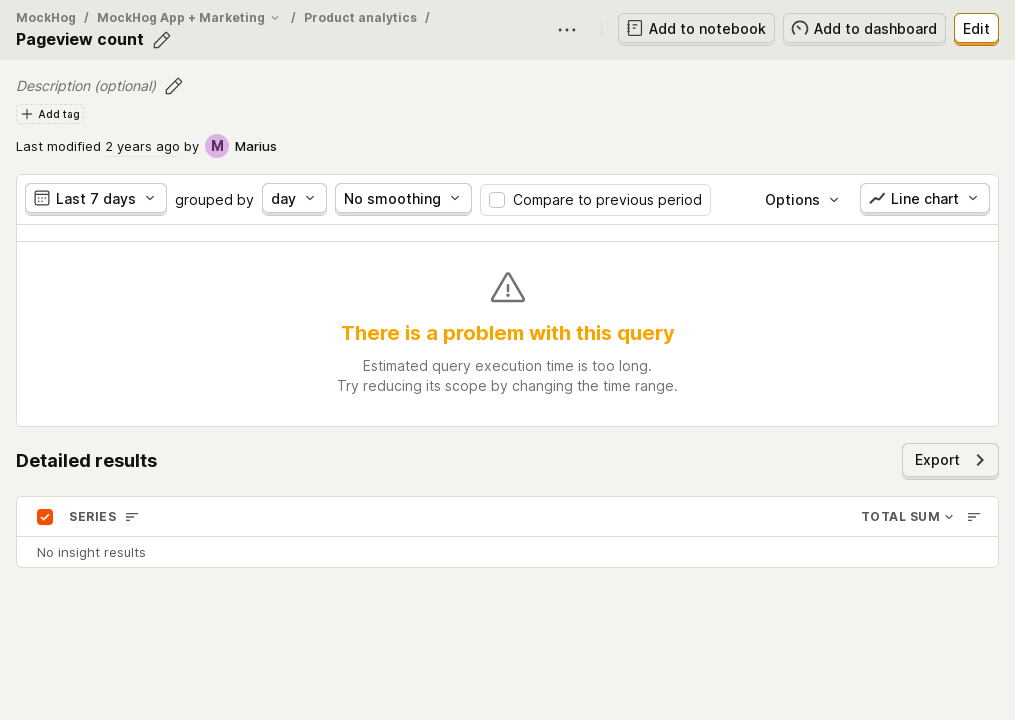 MockHog / MockHog App + Marketing / Product analytics /
Pageview count
Add to notebook
Add to dashboard
Edit
Description (optional)
Add tag
Last modified 2 years ago by M Marius
Last 7 days grouped by day No smoothing Compare to previous period Options Line chart
There is a problem with this query
Estimated query execution time is too long.
Try reducing its scope by changing the time range.
Detailed results
Export
SERIES TOTAL SUM
No insight results